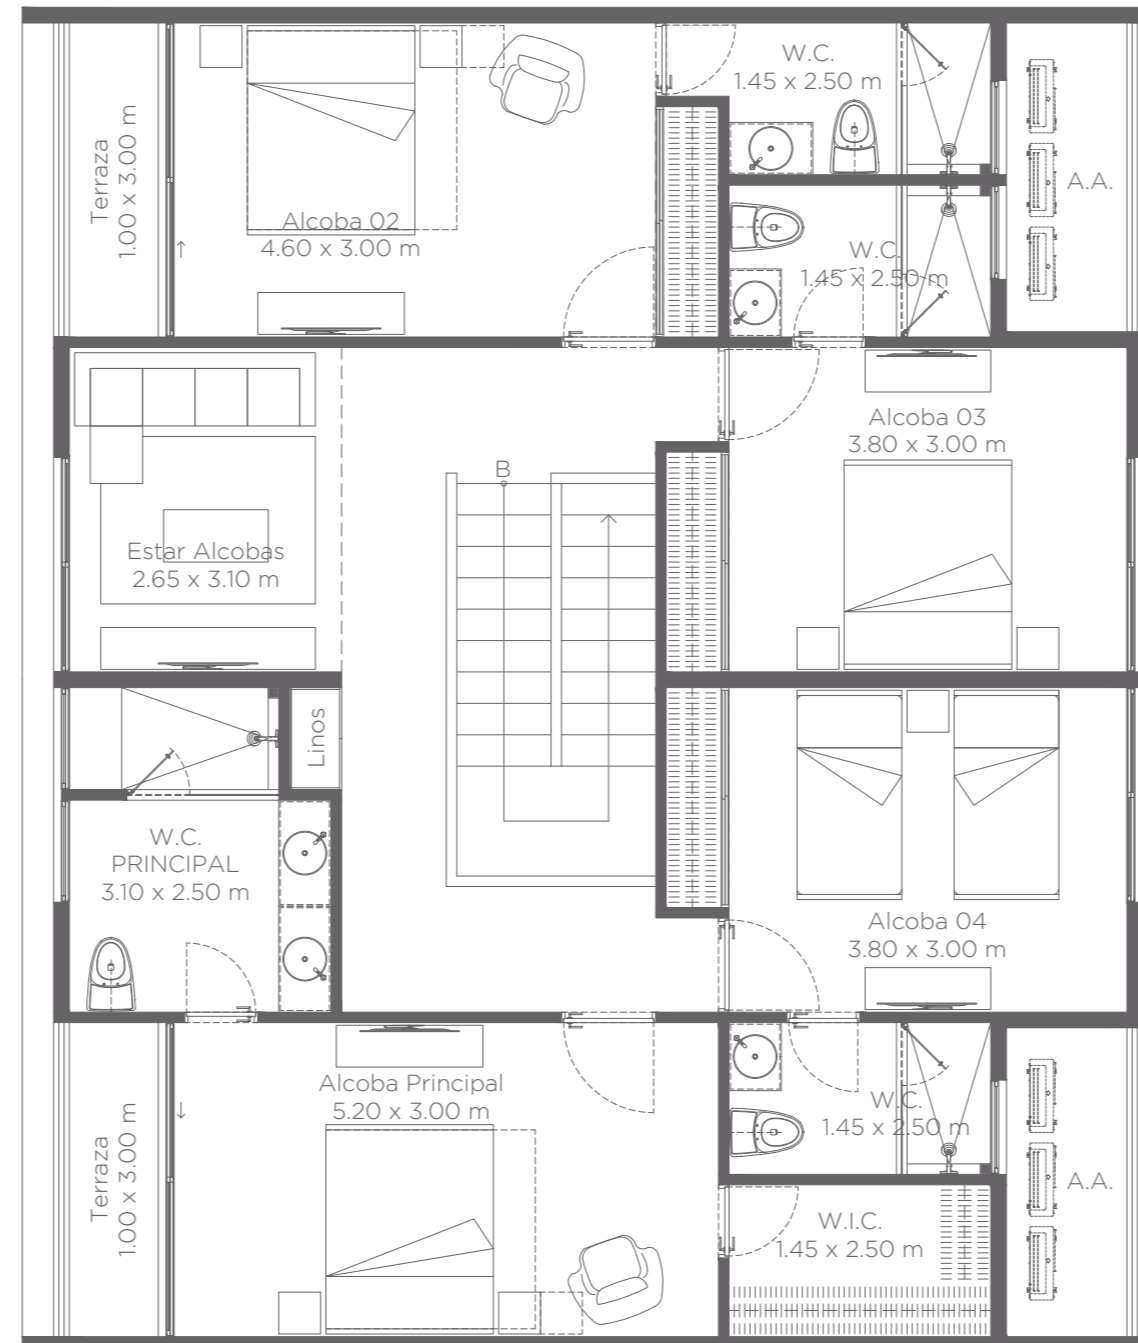 W.C.
1.45 x 2.50 m
Terraza
1.00 x 3.00 m
A.A.
Alcoba 02
4.60 x 3.00 m
W.C.
1.45 x 2.50 m
Alcoba 03
3.80 x 3.00 m
B
Estar Alcobas
2.65 x 3.10 m
Linos
W.C.
PRINCIPAL
3.10 x 2.50 m
Alcoba 04
3.80 x 3.00 m
Alcoba Principal
5.20 x 3.00 m
W.C.
1.45 x 2.50 m
Terraza
1.00 x 3.00 m
A.A.
W.I.C.
1.45 x 2.50 m